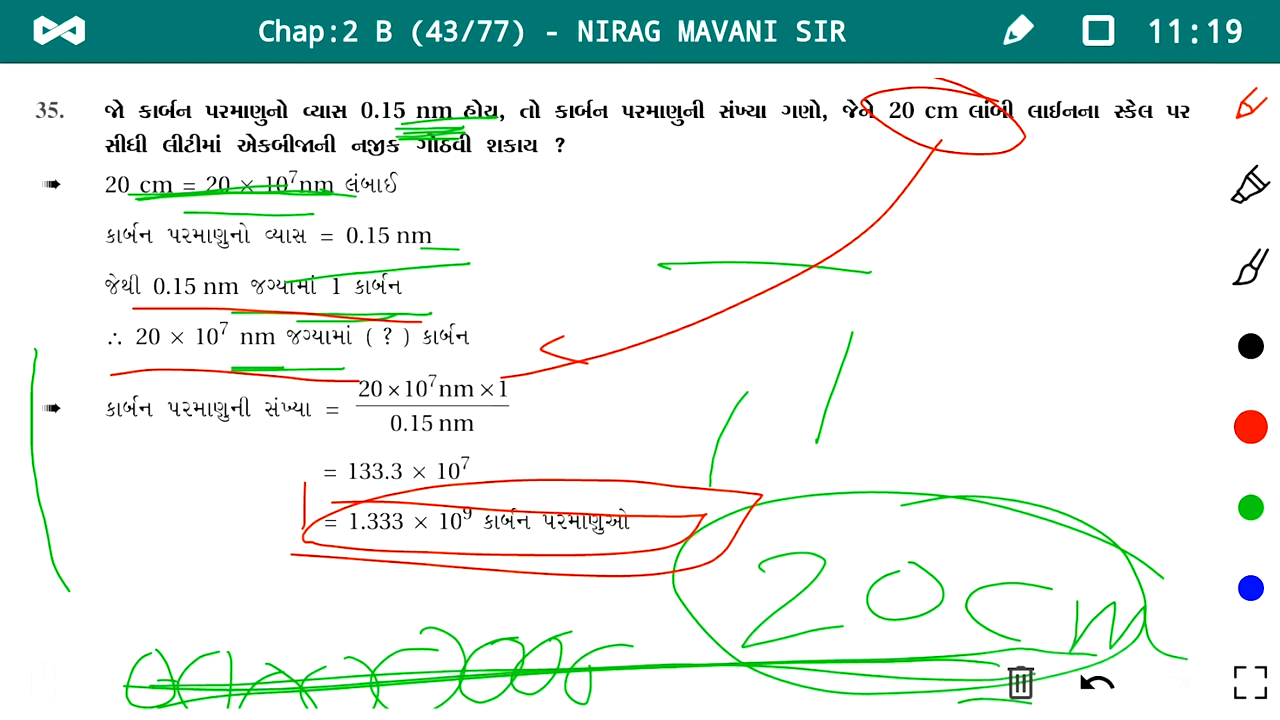 Chap:2 B (43/77) - NIRAG MAVANI SIR 11:19
35. જો કાર્બન પરમાણુનો વ્યાસ 0.15 nm હોય, તો કાર્બન પરમાણુની સંખ્યા ગણો, જેને 20 cm લાંબી લાઈનના સ્કેલ પર
સીધી લીટીમાં એકબીજાની નજીક ગોઠવી શકાય ?
➠ 20 cm = 20 × 10⁷nm લંબાઈ
કાર્બન પરમાણુનો વ્યાસ = 0.15 nm
જેથી 0.15 nm જગ્યામાં 1 કાર્બન
∴ 20 × 10⁷ nm જગ્યામાં ( ? ) કાર્બન
➠ કાર્બન પરમાણુની સંખ્યા = 20×10⁷nm×1
0.15 nm
= 133.3 × 10⁷
= 1.333 × 10⁹ કાર્બન પરમાણુઓ
20cm